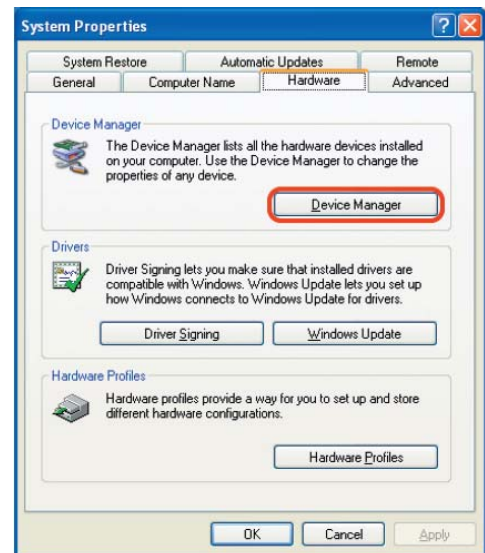 System Properties
System Restore Automatic Updates Remote
General Computer Name Hardware Advanced
Device Manager
The Device Manager lists all the hardware devices installed
on your computer. Use the Device Manager to change the
properties of any device.
Device Manager
Drivers
Driver Signing lets you make sure that installed drivers are
compatible with Windows. Windows Update lets you set up
how Windows connects to Windows Update for drivers.
Driver Signing Windows Update
Hardware Profiles
Hardware profiles provide a way for you to set up and store
different hardware configurations.
Hardware Profiles
OK Cancel Apply